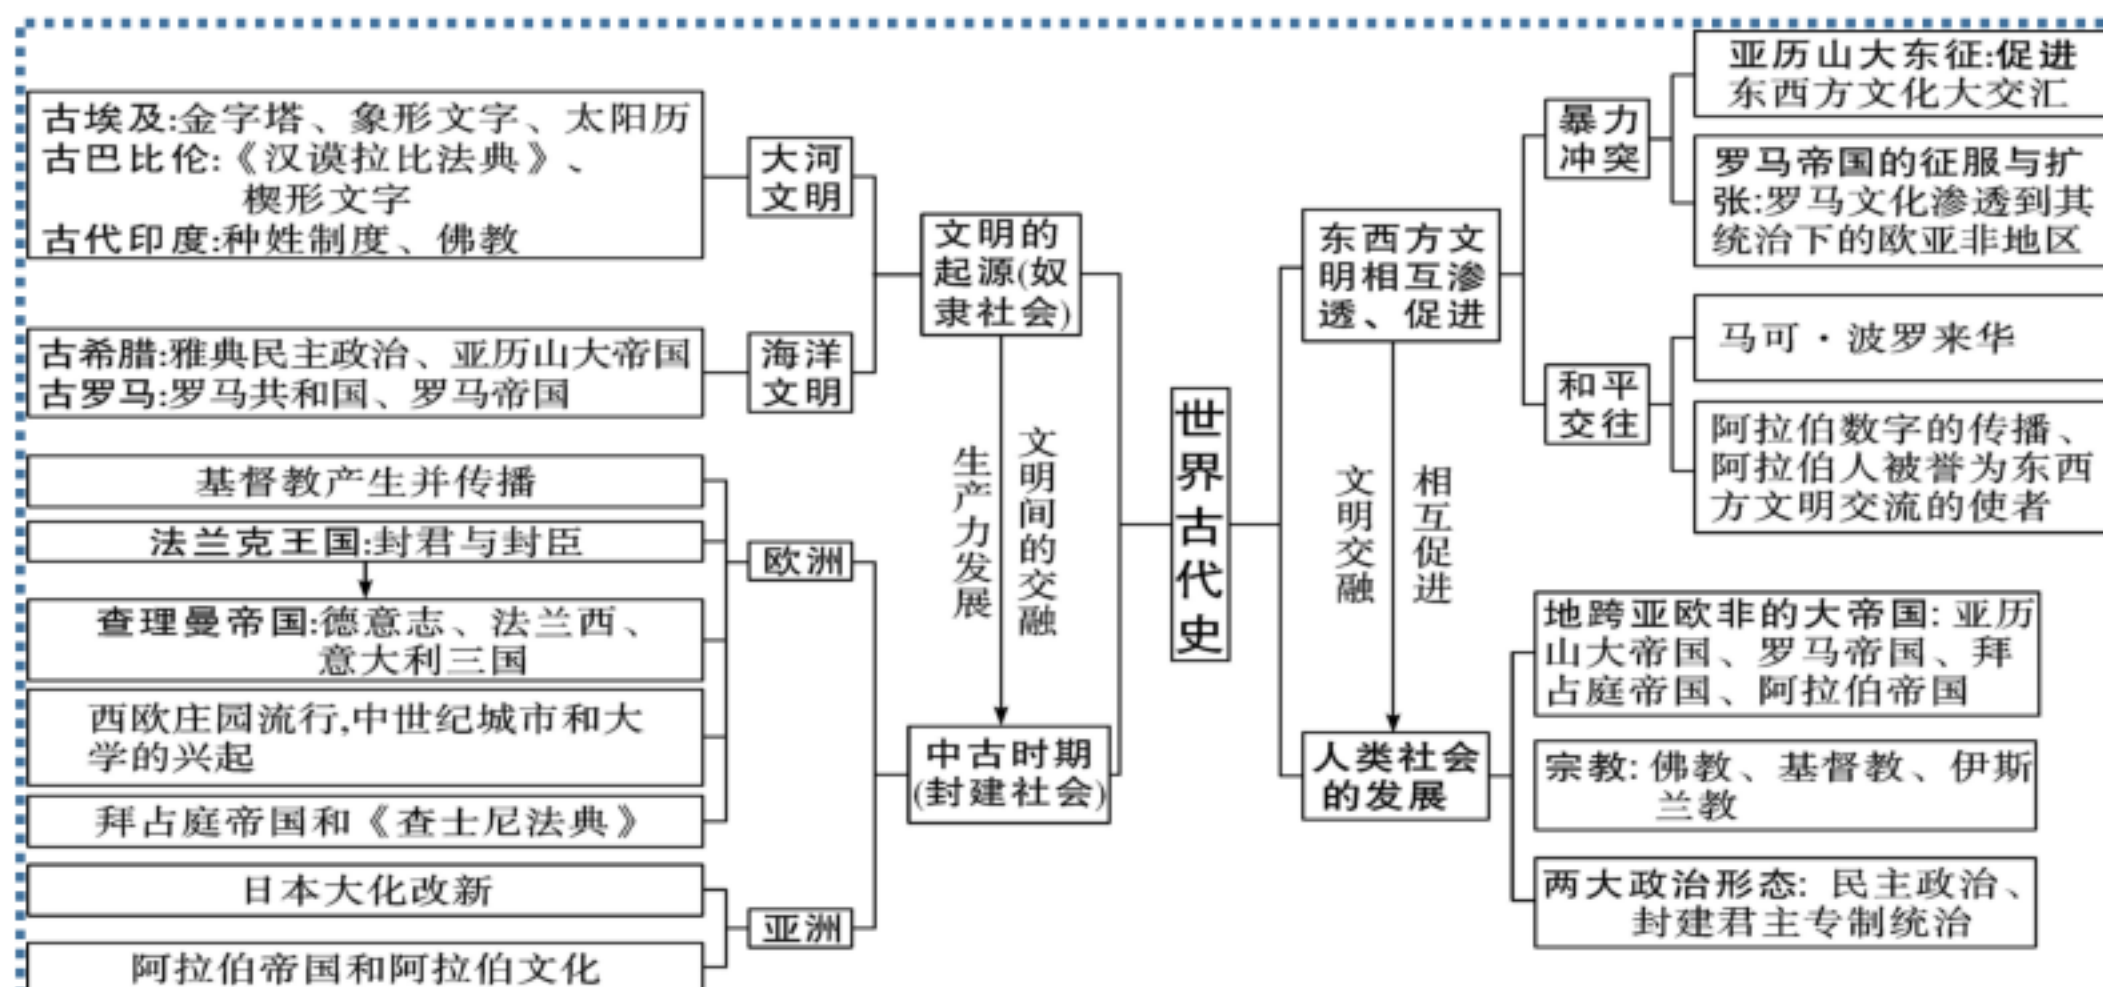 古埃及:金字塔、象形文字、太阳历
古巴比伦:《汉谟拉比法典》、
楔形文字
古代印度:种姓制度、佛教
大河
文明
古希腊:雅典民主政治、亚历山大帝国
古罗马:罗马共和国、罗马帝国
海洋
文明
文明的
起源(奴
隶社会)
生产力发展
文明间的交融
基督教产生并传播
法兰克王国:封君与封臣
查理曼帝国:德意志、法兰西、
意大利三国
西欧庄园流行,中世纪城市和大
学的兴起
拜占庭帝国和《查士尼法典》
欧洲
日本大化改新
阿拉伯帝国和阿拉伯文化
亚洲
中古时期
(封建社会)
世界古代史
东西方文
明相互渗
透、促进
暴力
冲突
亚历山大东征:促进
东西方文化大交汇
罗马帝国的征服与扩
张:罗马文化渗透到其
统治下的欧亚非地区
和平
交往
马可·波罗来华
阿拉伯数字的传播、
阿拉伯人被誉为东西
方文明交流的使者
文明交融
相互促进
人类社会
的发展
地跨亚欧非的大帝国: 亚历
山大帝国、罗马帝国、拜
占庭帝国、阿拉伯帝国
宗教: 佛教、基督教、伊斯
兰教
两大政治形态: 民主政治、
封建君主专制统治